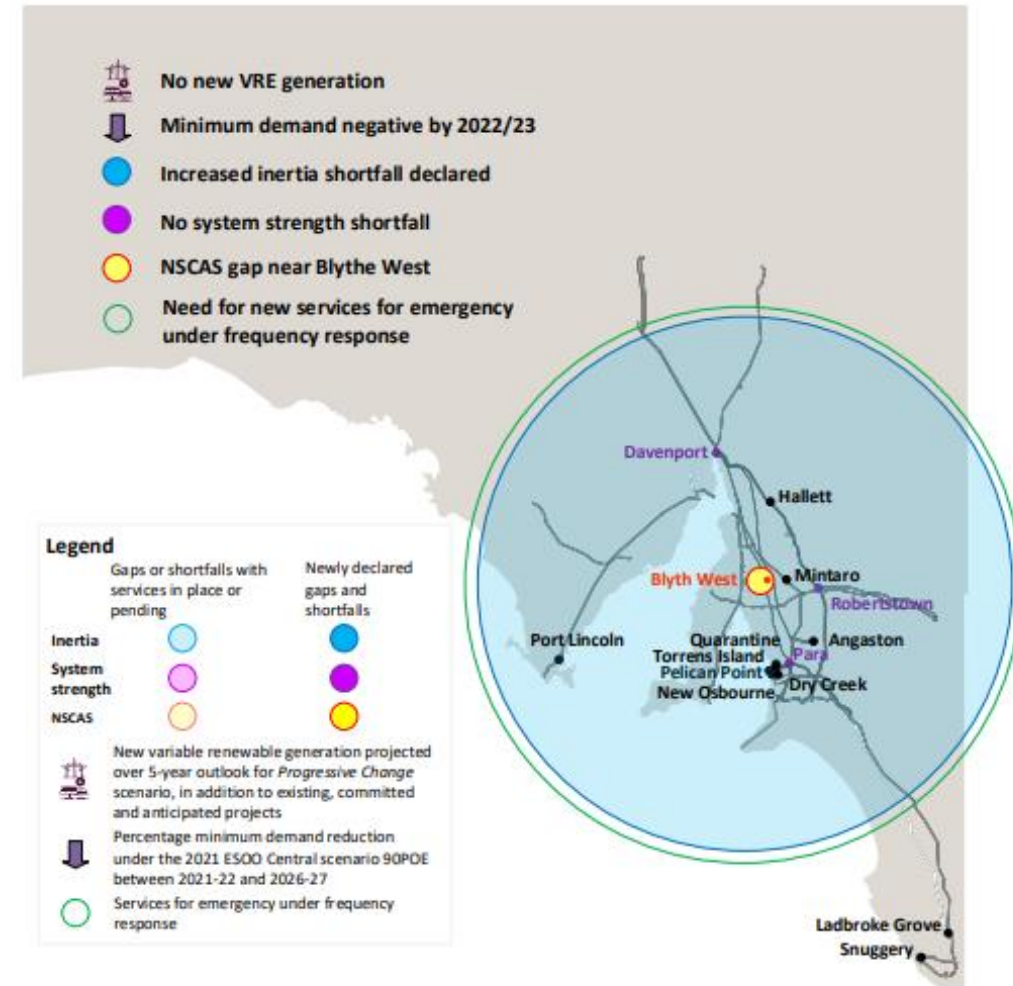 No new VRE generation
Minimum demand negative by 2022/23
Increased inertia shortfall declared
No system strength shortfall
NSCAS gap near Blythe West
Need for new services for emergency
under frequency response
Davenport
Hallett
Blyth West
Mintaro
Robertstown
Port Lincoln
Quarantine
Angaston
Torrens Island
Para
Pelican Point
New Osbourne
Dry Creek
Ladbroke Grove
Snuggery
Legend
Gaps or shortfalls with
services in place or
pending
Newly declared
gaps and
shortfalls
Inertia
System
strength
NSCAS
New variable renewable generation projected
over 5-year outlook for Progressive Change
scenario, in addition to existing, committed
and anticipated projects
Percentage minimum demand reduction
under the 2021 ESOO Central scenario 90POE
between 2021-22 and 2026-27
Services for emergency under frequency
response